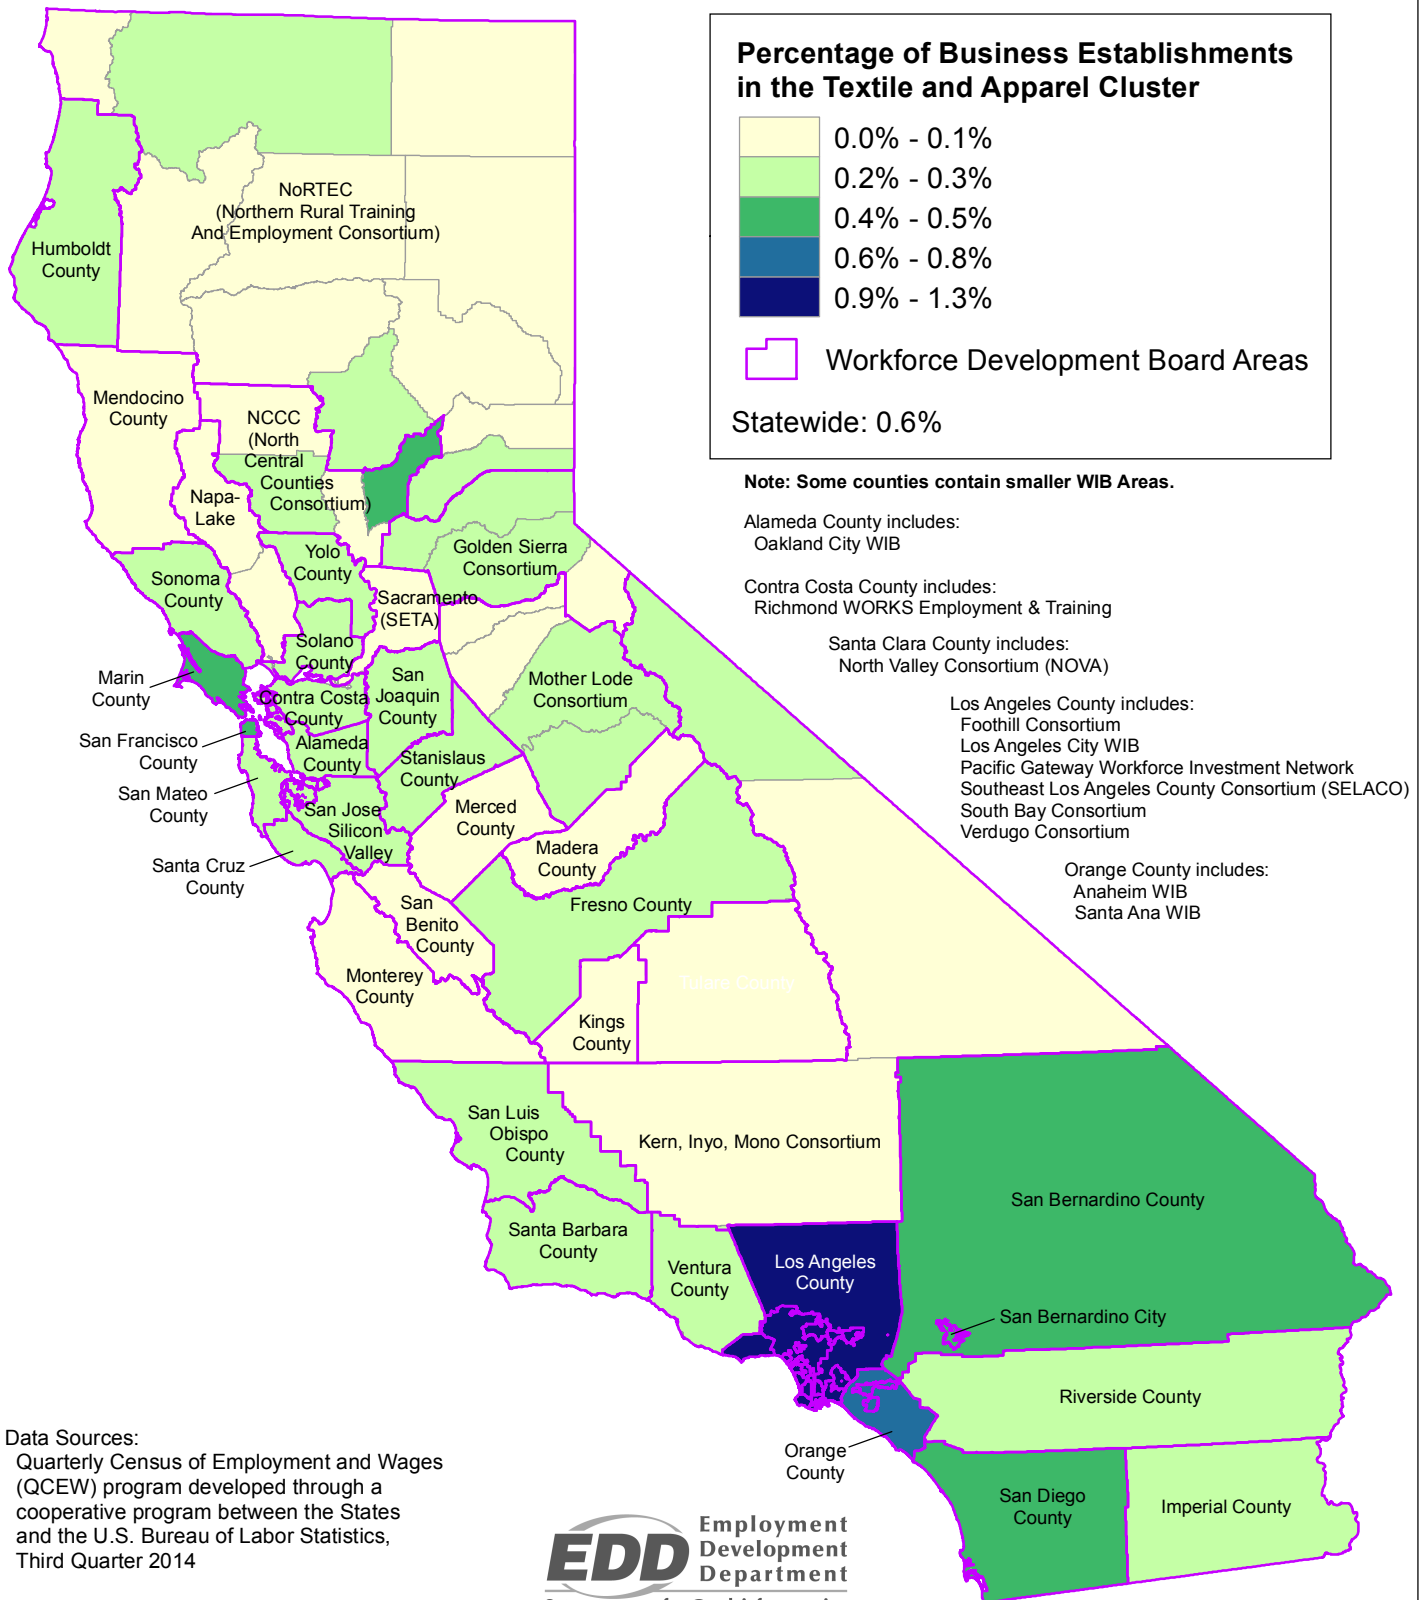 Percentage of Business Establishments
in the Textile and Apparel Cluster
0.0% - 0.1%
0.2% - 0.3%
0.4% - 0.5%
0.6% - 0.8%
0.9% - 1.3%
Workforce Development Board Areas
Statewide: 0.6%
Note: Some counties contain smaller WIB Areas.
Alameda County includes:
Oakland City WIB
Contra Costa County includes:
Richmond WORKS Employment & Training
Santa Clara County includes:
North Valley Consortium (NOVA)
Los Angeles County includes:
Foothill Consortium
Los Angeles City WIB
Pacific Gateway Workforce Investment Network
Southeast Los Angeles County Consortium (SELACO)
South Bay Consortium
Verdugo Consortium
Orange County includes:
Anaheim WIB
Santa Ana WIB
NoRTEC
(Northern Rural Training
And Employment Consortium)
Humboldt
County
Mendocino
County
NCCC
(North
Central
Counties
Consortium)
Napa-
Lake
Yolo
County
Golden Sierra
Consortium
Sonoma
County
Sacramento
(SETA)
Solano
County
Marin
County
Contra Costa
County
San
Joaquin
County
Mother Lode
Consortium
San Francisco
County
Alameda
County
Stanislaus
County
San Mateo
County
San Jose
Silicon
Valley
Merced
County
Santa Cruz
County
Madera
County
San
Benito
County
Fresno County
Monterey
County
Tulare County
Kings
County
San Luis
Obispo
County
Kern, Inyo, Mono Consortium
San Bernardino County
Santa Barbara
County
Ventura
County
Los Angeles
County
San Bernardino City
Riverside County
Orange
County
San Diego
County
Imperial County
Data Sources:
Quarterly Census of Employment and Wages
(QCEW) program developed through a
cooperative program between the States
and the U.S. Bureau of Labor Statistics,
Third Quarter 2014
EDD
Employment
Development
Department